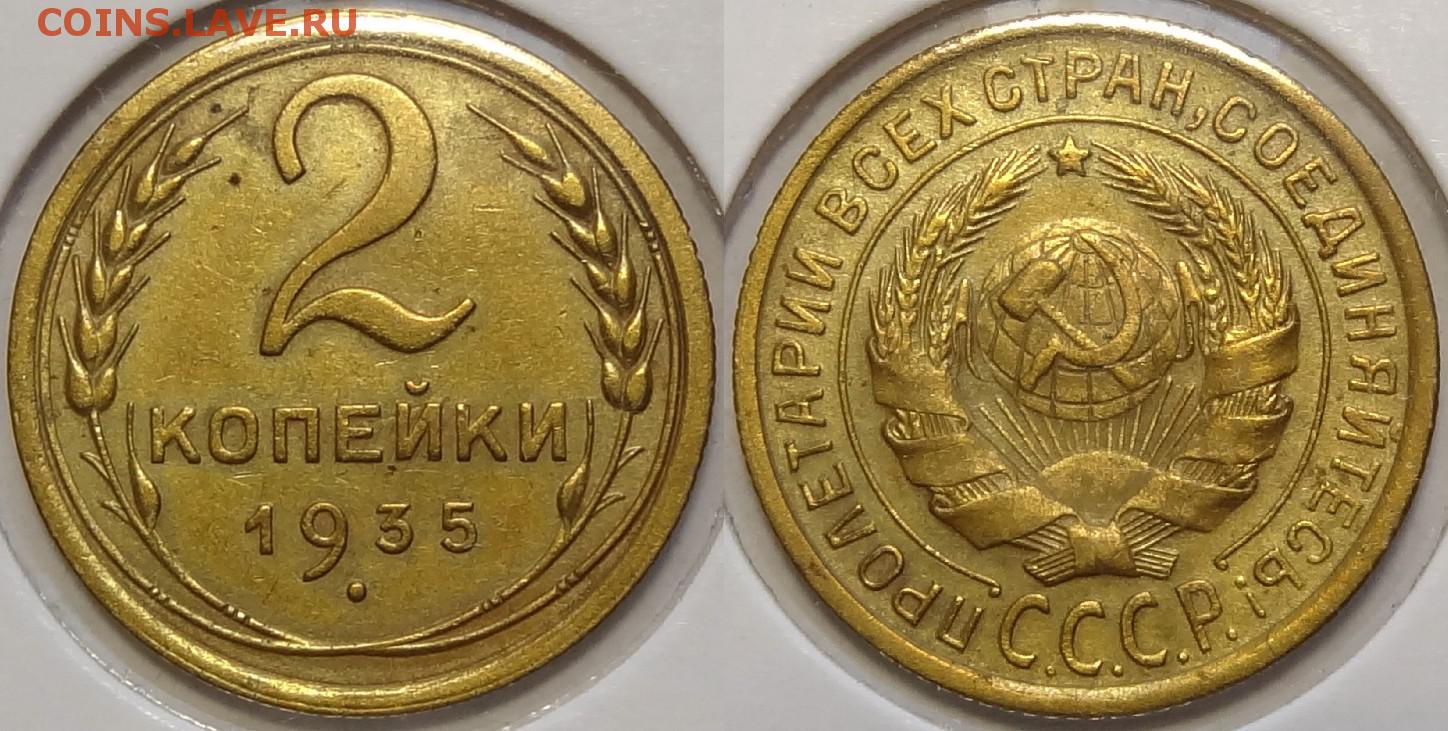 COINS.LAVE.RU
2
КОПЕЙКИ
1935
ПРОЛЕТАРИИ ВСЕХ СТРАН, СОЕДИНЯЙТЕСЬ!
С.С.С.Р.